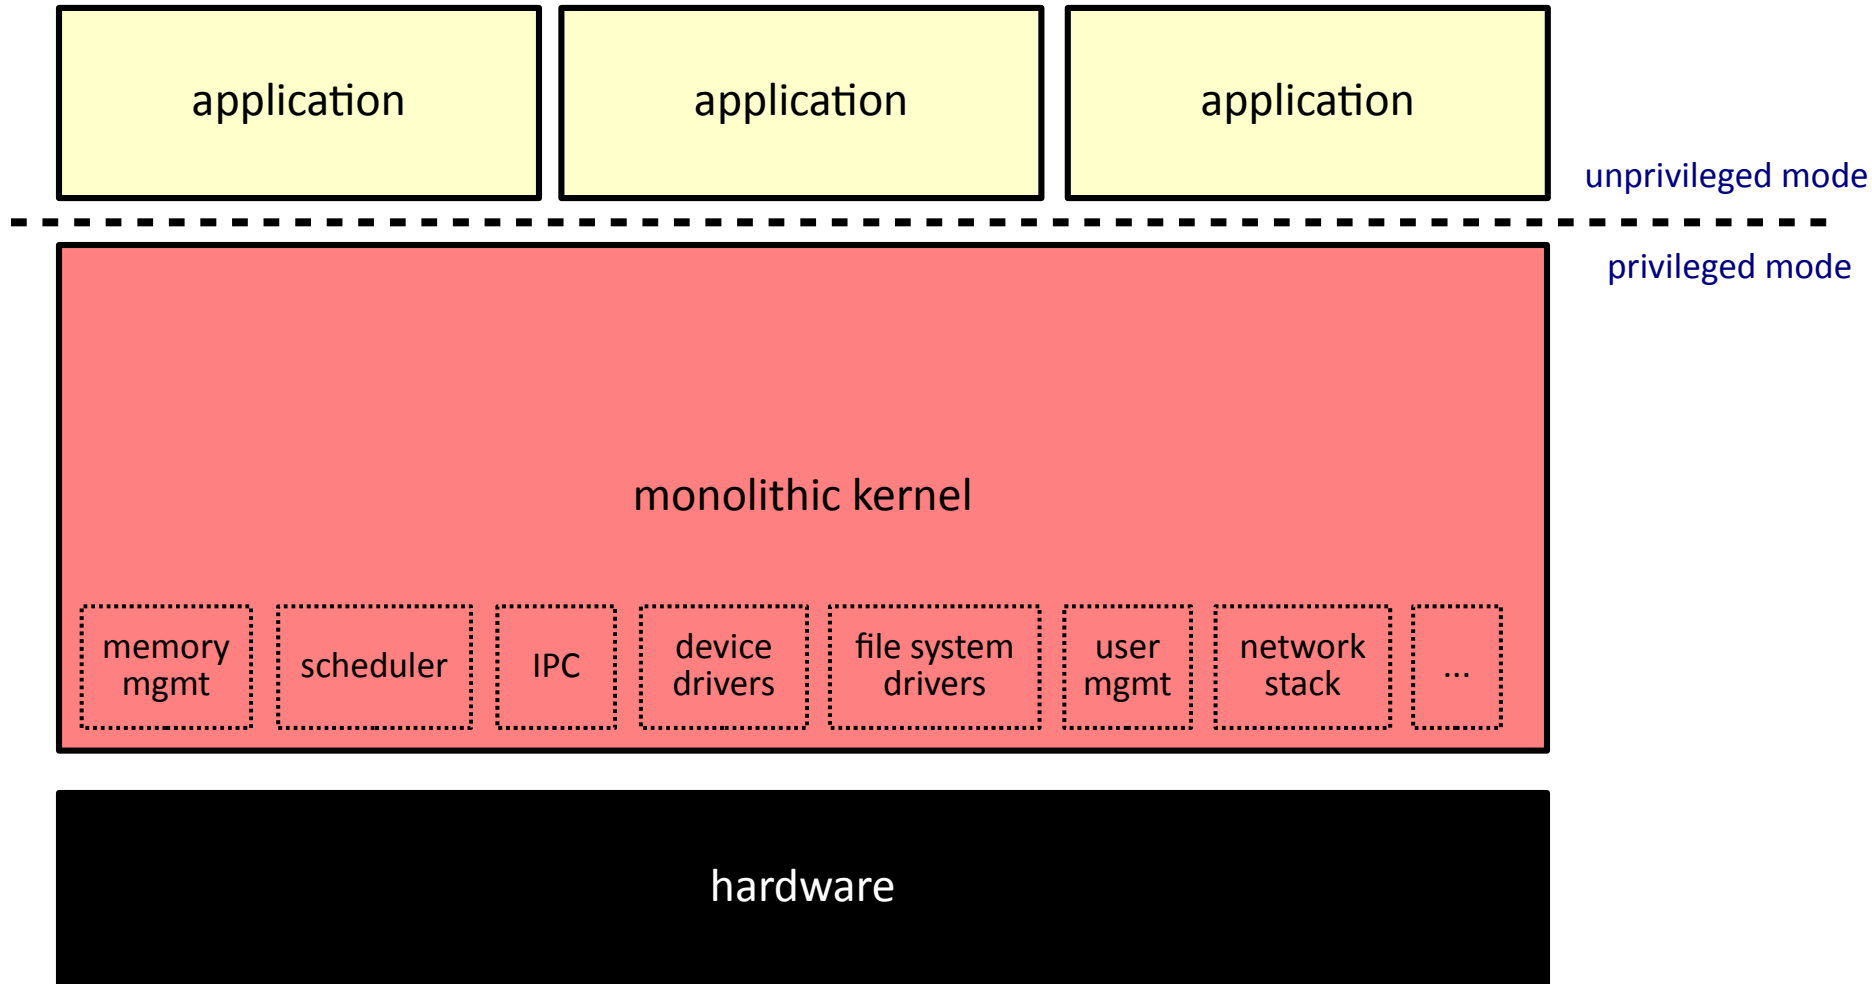 application
application
application
unprivileged mode
privileged mode
monolithic kernel
memory
mgmt
scheduler
IPC
device
drivers
file system
drivers
user
mgmt
network
stack
...
hardware